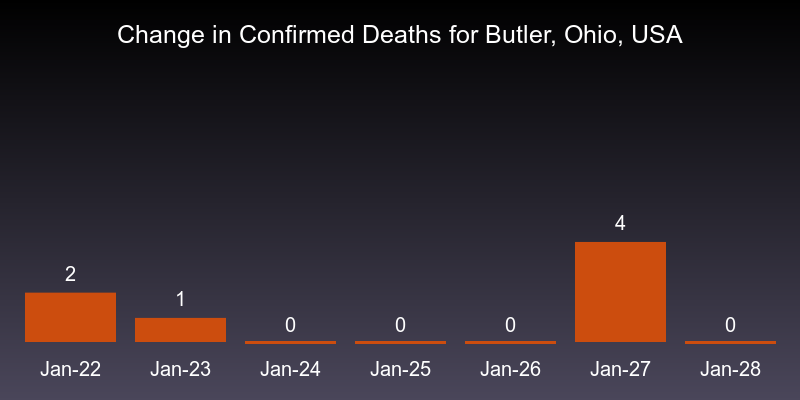 Change in Confirmed Deaths for Butler, Ohio, USA
4
2
1
0
0
0
0
Jan-22
Jan-23
Jan-24
Jan-25
Jan-26
Jan-27
Jan-28